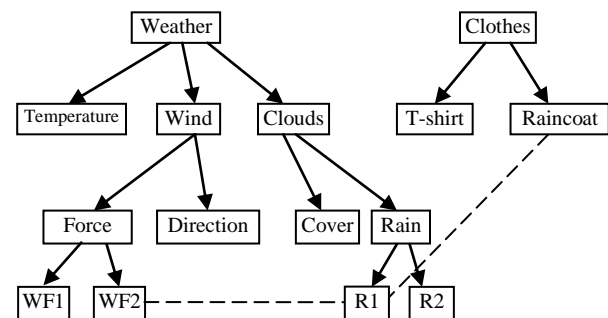 Weather Clothes
Temperature Wind Clouds T-shirt Raincoat
Force Direction Cover Rain
WF1 WF2 R1 R2